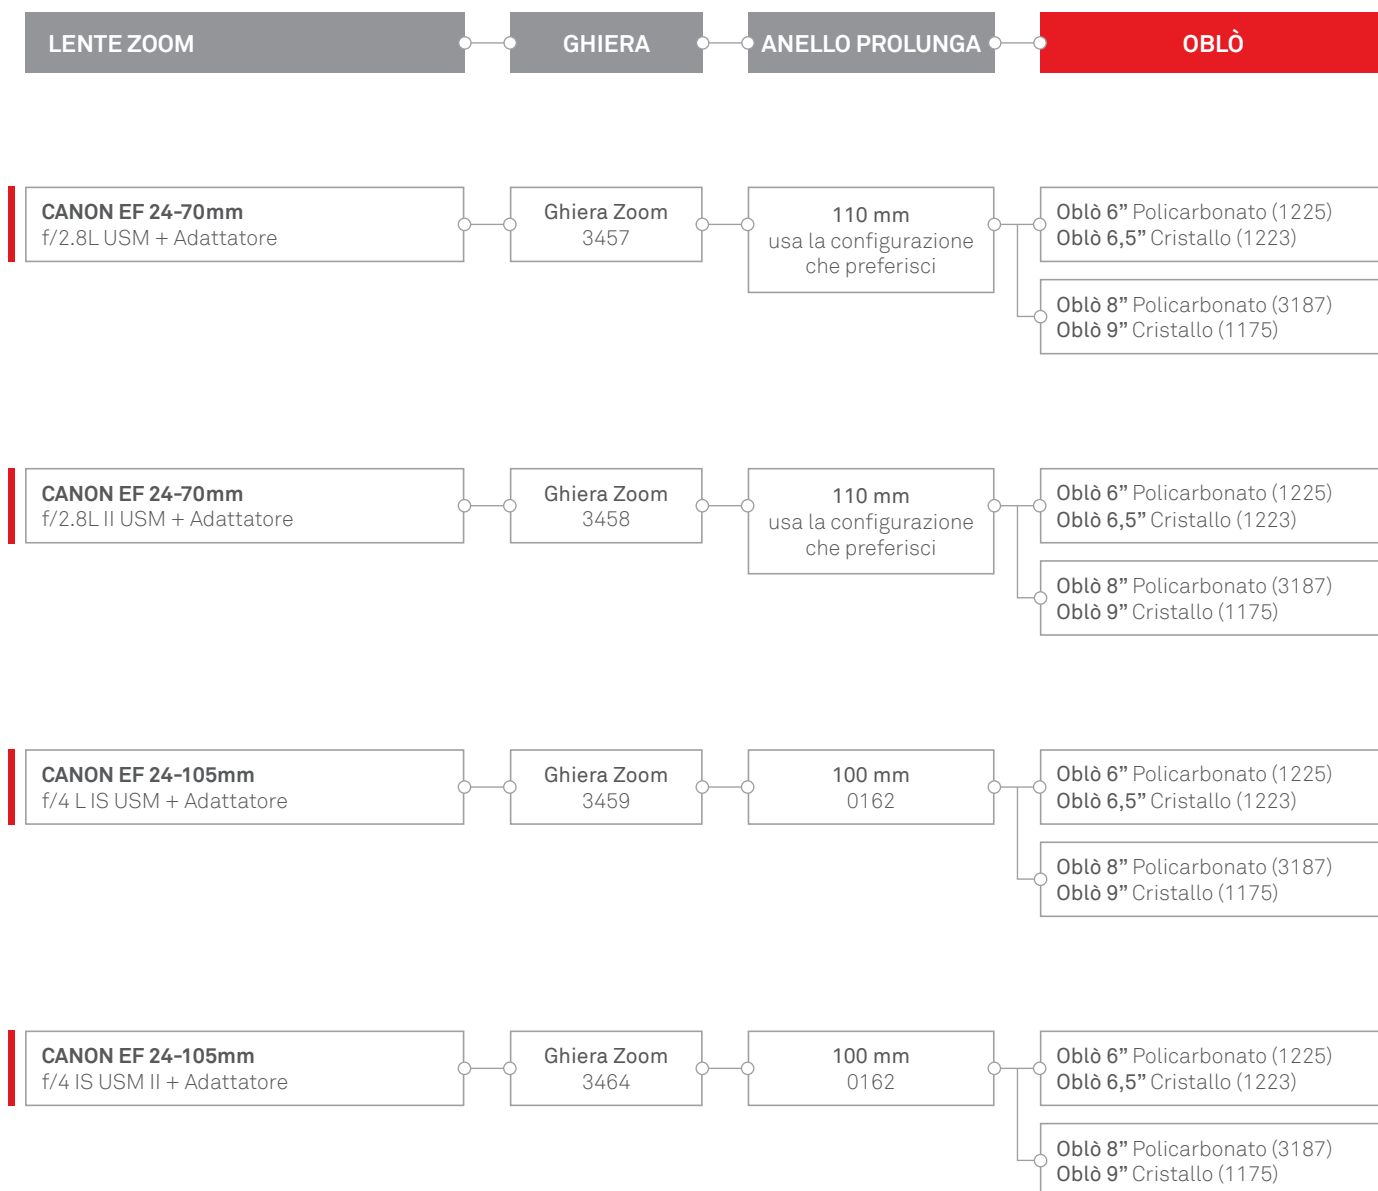 LENTE ZOOM GHIERA ANELLO PROLUNGA OBLÒ
CANON EF 24-70mm
f/2.8L USM + Adattatore
Ghiera Zoom
3457
110 mm
usa la configurazione
che preferisci
Oblò 6” Policarbonato (1225)
Oblò 6,5” Cristallo (1223)
Oblò 8” Policarbonato (3187)
Oblò 9” Cristallo (1175)
CANON EF 24-70mm
f/2.8L II USM + Adattatore
Ghiera Zoom
3458
110 mm
usa la configurazione
che preferisci
Oblò 6” Policarbonato (1225)
Oblò 6,5” Cristallo (1223)
Oblò 8” Policarbonato (3187)
Oblò 9” Cristallo (1175)
CANON EF 24-105mm
f/4 L IS USM + Adattatore
Ghiera Zoom
3459
100 mm
0162
Oblò 6” Policarbonato (1225)
Oblò 6,5” Cristallo (1223)
Oblò 8” Policarbonato (3187)
Oblò 9” Cristallo (1175)
CANON EF 24-105mm
f/4 IS USM II + Adattatore
Ghiera Zoom
3464
100 mm
0162
Oblò 6” Policarbonato (1225)
Oblò 6,5” Cristallo (1223)
Oblò 8” Policarbonato (3187)
Oblò 9” Cristallo (1175)